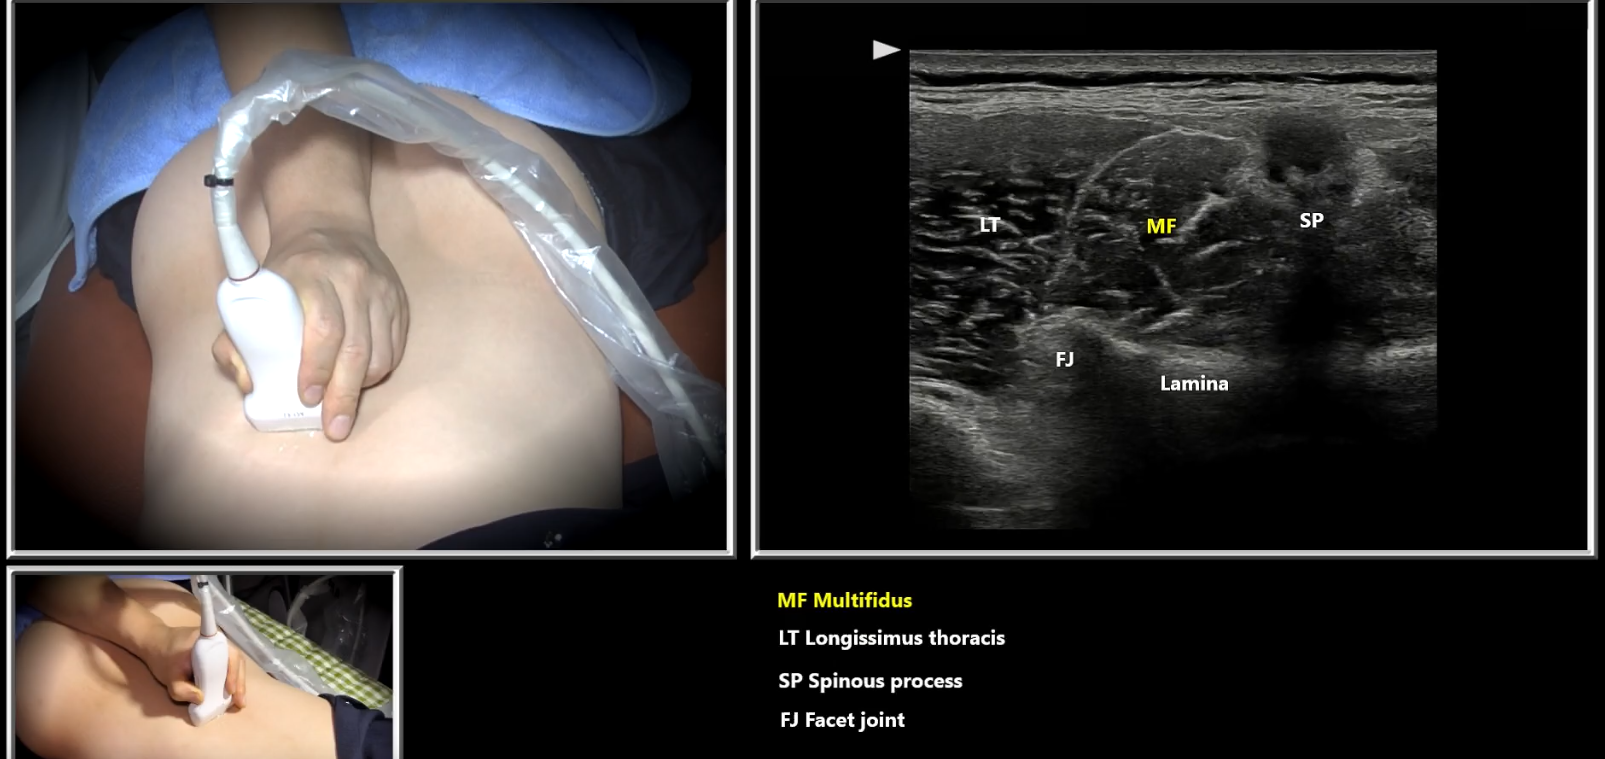 LT
MF
SP
FJ
Lamina
MF Multifidus
LT Longissimus thoracis
SP Spinous process
FJ Facet joint